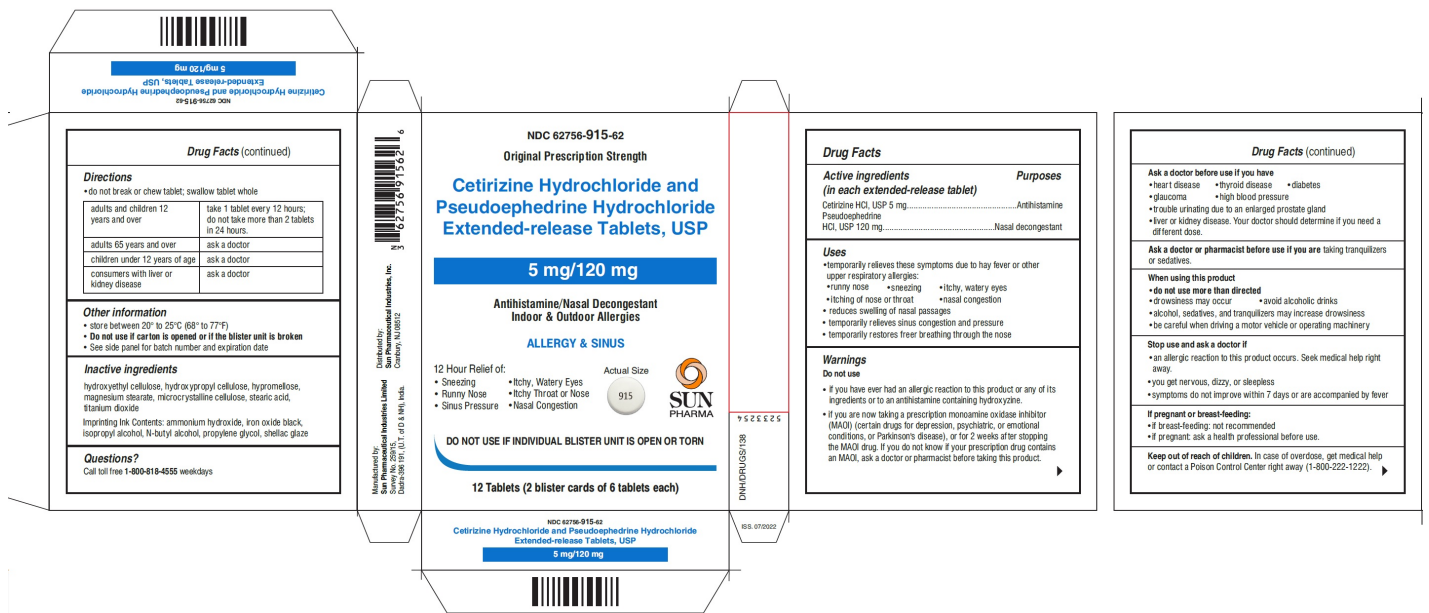 NDC 62756-915-62
Cetirizine Hydrochloride and Pseudoephedrine Hydrochloride
Extended-release Tablets, USP
5 mg/120 mg
Drug Facts (continued)
Directions
• do not break or chew tablet; swallow tablet whole
adults and children 12 years and over
take 1 tablet every 12 hours; do not take more than 2 tablets in 24 hours.
adults 65 years and over
ask a doctor
children under 12 years of age
ask a doctor
consumers with liver or kidney disease
ask a doctor
Other information
• store between 20° to 25°C (68° to 77°F)
• Do not use if carton is opened or if the blister unit is broken
• See side panel for batch number and expiration date
Inactive ingredients
hydroxyethyl cellulose, hydroxypropyl cellulose, hypromellose,
magnesium stearate, microcrystalline cellulose, stearic acid,
titanium dioxide
Imprinting Ink Contents: ammonium hydroxide, iron oxide black,
isopropyl alcohol, N-butyl alcohol, propylene glycol, shellac glaze
Questions?
Call toll free 1-800-818-4555 weekdays
N
3 62756 91562 6
Distributed by:
Sun Pharmaceutical Industries, Inc.
Cranbury, NJ 08512
Manufactured by:
Sun Pharmaceutical Industries Limited
Survey No. 259/15,
Dadra-396 191, (U.T. of D & NH), India.
NDC 62756-915-62
Original Prescription Strength
Cetirizine Hydrochloride and
Pseudoephedrine Hydrochloride
Extended-release Tablets, USP
5 mg/120 mg
Antihistamine/Nasal Decongestant
Indoor & Outdoor Allergies
ALLERGY & SINUS
12 Hour Relief of:
• Sneezing
• Runny Nose
• Sinus Pressure
• Itchy, Watery Eyes
• Itchy Throat or Nose
• Nasal Congestion
Actual Size
915
SUN
PHARMA
DO NOT USE IF INDIVIDUAL BLISTER UNIT IS OPEN OR TORN
12 Tablets (2 blister cards of 6 tablets each)
NDC 62756-915-62
Cetirizine Hydrochloride and Pseudoephedrine Hydrochloride
Extended-release Tablets, USP
5 mg/120 mg
5233254
DNH/DRUGS/138
ISS. 07/2022
Drug Facts
Active ingredients Purposes
(in each extended-release tablet)
Cetirizine HCl, USP 5 mg..................................................Antihistamine
Pseudoephedrine
HCl, USP 120 mg..................................................Nasal decongestant
Uses
• temporarily relieves these symptoms due to hay fever or other
upper respiratory allergies:
• runny nose • sneezing • itchy, watery eyes
• itching of nose or throat • nasal congestion
• reduces swelling of nasal passages
• temporarily relieves sinus congestion and pressure
• temporarily restores freer breathing through the nose
Warnings
Do not use
• if you have ever had an allergic reaction to this product or any of its
ingredients or to an antihistamine containing hydroxyzine.
• if you are now taking a prescription monoamine oxidase inhibitor
(MAOI) (certain drugs for depression, psychiatric, or emotional
conditions, or Parkinson's disease), or for 2 weeks after stopping
the MAOI drug. If you do not know if your prescription drug contains
an MAOI, ask a doctor or pharmacist before taking this product.
Drug Facts (continued)
Ask a doctor before use if you have
• heart disease • thyroid disease • diabetes
• glaucoma • high blood pressure
• trouble urinating due to an enlarged prostate gland
• liver or kidney disease. Your doctor should determine if you need a
different dose.
Ask a doctor or pharmacist before use if you are taking tranquilizers
or sedatives.
When using this product
• do not use more than directed
• drowsiness may occur • avoid alcoholic drinks
• alcohol, sedatives, and tranquilizers may increase drowsiness
• be careful when driving a motor vehicle or operating machinery
Stop use and ask a doctor if
• an allergic reaction to this product occurs. Seek medical help right
away.
• you get nervous, dizzy, or sleepless
• symptoms do not improve within 7 days or are accompanied by fever
If pregnant or breast-feeding:
• if breast-feeding: not recommended
• if pregnant: ask a health professional before use.
Keep out of reach of children. In case of overdose, get medical help
or contact a Poison Control Center right away (1-800-222-1222).